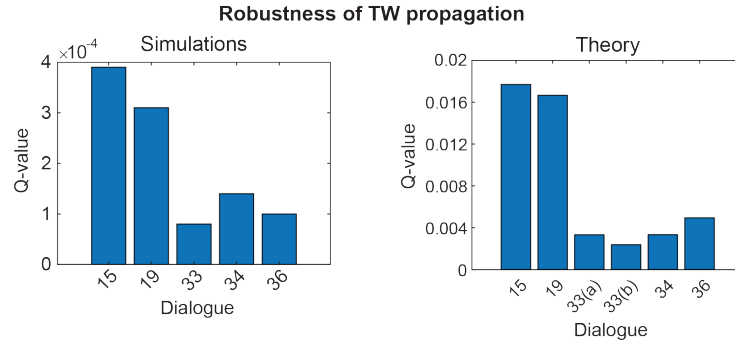 Robustness of TW propagation
Simulations
×10⁻⁴
4
3
2
1
0
Q-value
15 19 33 34 36
Dialogue
Theory
0.02
0.016
0.012
0.008
0.004
0
Q-value
15 19 33(a) 33(b) 34 36
Dialogue